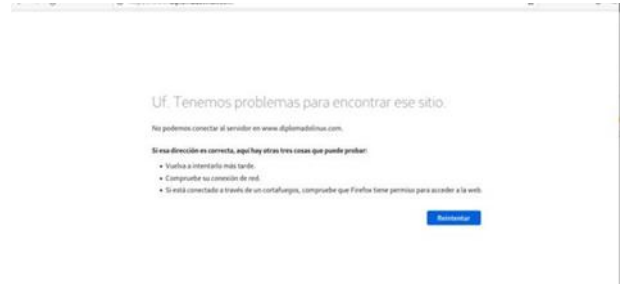 Uf. Tenemos problemas para encontrar ese sitio.
No podemos conectar al servidor en www.diplomadelinux.com.
Si esa dirección es correcta, aquí hay otras tres cosas que puede probar:
• Vuelva a intentarlo más tarde.
• Compruebe su conexión de red.
• Si está conectado a través de un cortafuegos, compruebe que Firefox tiene permiso para acceder a la web.
Reintentar